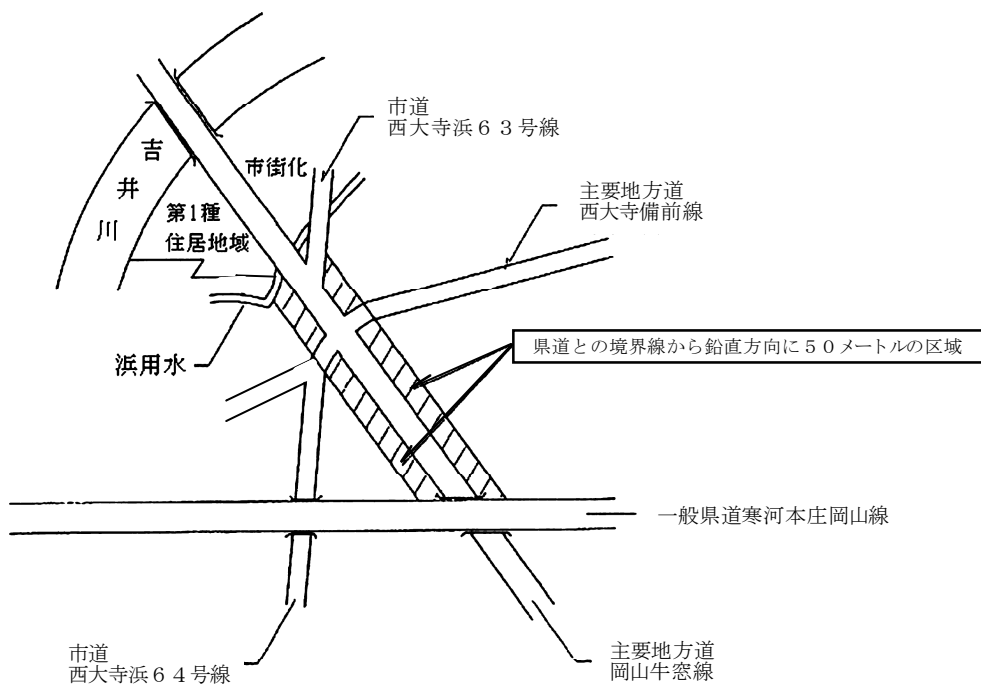 市道
西大寺浜６３号線
主要地方道
西大寺備前線
市街化
吉井川
第1種
住居地域
浜用水
県道との境界線から鉛直方向に５０メートルの区域
一般県道寒河本庄岡山線
市道
西大寺浜６４号線
主要地方道
岡山牛窓線